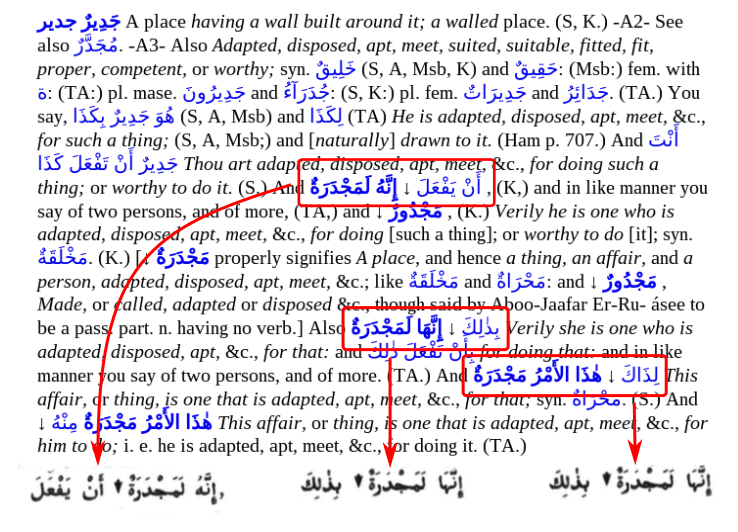 جَدِيرٌ جدير A place having a wall built around it; a walled place. (S, K.) -A2- See
also مُجَدَّرٌ. -A3- Also Adapted, disposed, apt, meet, suited, suitable, fitted, fit,
proper, competent, or worthy; syn. خَلِيقٌ (S, A, Msb, K) and حَقِيقٌ: (Msb:) fem. with
ة: (TA:) pl. mase. جَدِيرُونَ and جُدَرَآءُ: (S, K:) pl. fem. جَدِيرَاتٌ and جَدَائِرُ. (TA.) You
say, هُوَ جَدِيرٌ بِكَذَا (S, A, Msb) and لِكَذَا (TA) He is adapted, disposed, apt, meet, &c.,
for such a thing; (S, A, Msb;) and [naturally] drawn to it. (Ham p. 707.) And أَنْتَ
جَدِيرٌ أَنْ تَفْعَلَ كَذَا Thou art adapted, disposed, apt, meet, &c., for doing such a
thing; or worthy to do it. (S.) And إِنَّهُ لَمَجْدَرَةٌ ↓ أَنْ يَفْعَلَ , (K,) and in like manner you
say of two persons, and of more, (TA,) and ↓ مَجْدُورٌ , (K.) Verily he is one who is
adapted, disposed, apt, meet, &c., for doing [such a thing]; or worthy to do [it]; syn.
مَخْلَقَةٌ. (K.) [↓ مَجْدَرَةٌ properly signifies A place, and hence a thing, an affair, and a
person, adapted, disposed, apt, meet, &c.; like مَخْلَقَةٌ and مَحْرَاةٌ: and ↓ مَجْدُورٌ ,
Made, or called, adapted or disposed &c., though said by Aboo-Jaafar Er-Ru- ásee to
be a pass. part. n. having no verb.] Also إِنَّهَا لَمَجْدَرَةٌ ↓ بِذٰلِكَ Verily she is one who is
adapted, disposed, apt, &c., for that: and بِأَنْ تَفْعَلَ ذٰلِكَ for doing that: and in like
manner you say of two persons, and of more. (TA.) And هٰذَا الأَمْرُ مَجْدَرَةٌ ↓ لِذَاكَ This
affair, or thing, is one that is adapted, apt, meet, &c., for that; syn. مَحْرَاةٌ. (S.) And
↓ هٰذَا الأَمْرُ مَجْدَرَةٌ مِنْهُ This affair, or thing, is one that is adapted, apt, meet, &c., for
him to do; i. e. he is adapted, apt, meet, &c., for doing it. (TA.)
إِنَّهُ لَمَجْدَرَةٌ ↓ أَنْ يَفْعَلَ, إِنَّهَا لَمَجْدَرَةٌ ↓ بِذٰلِكَ إِنَّهَا لَمَجْدَرَةٌ ↓ بِذٰلِكَ